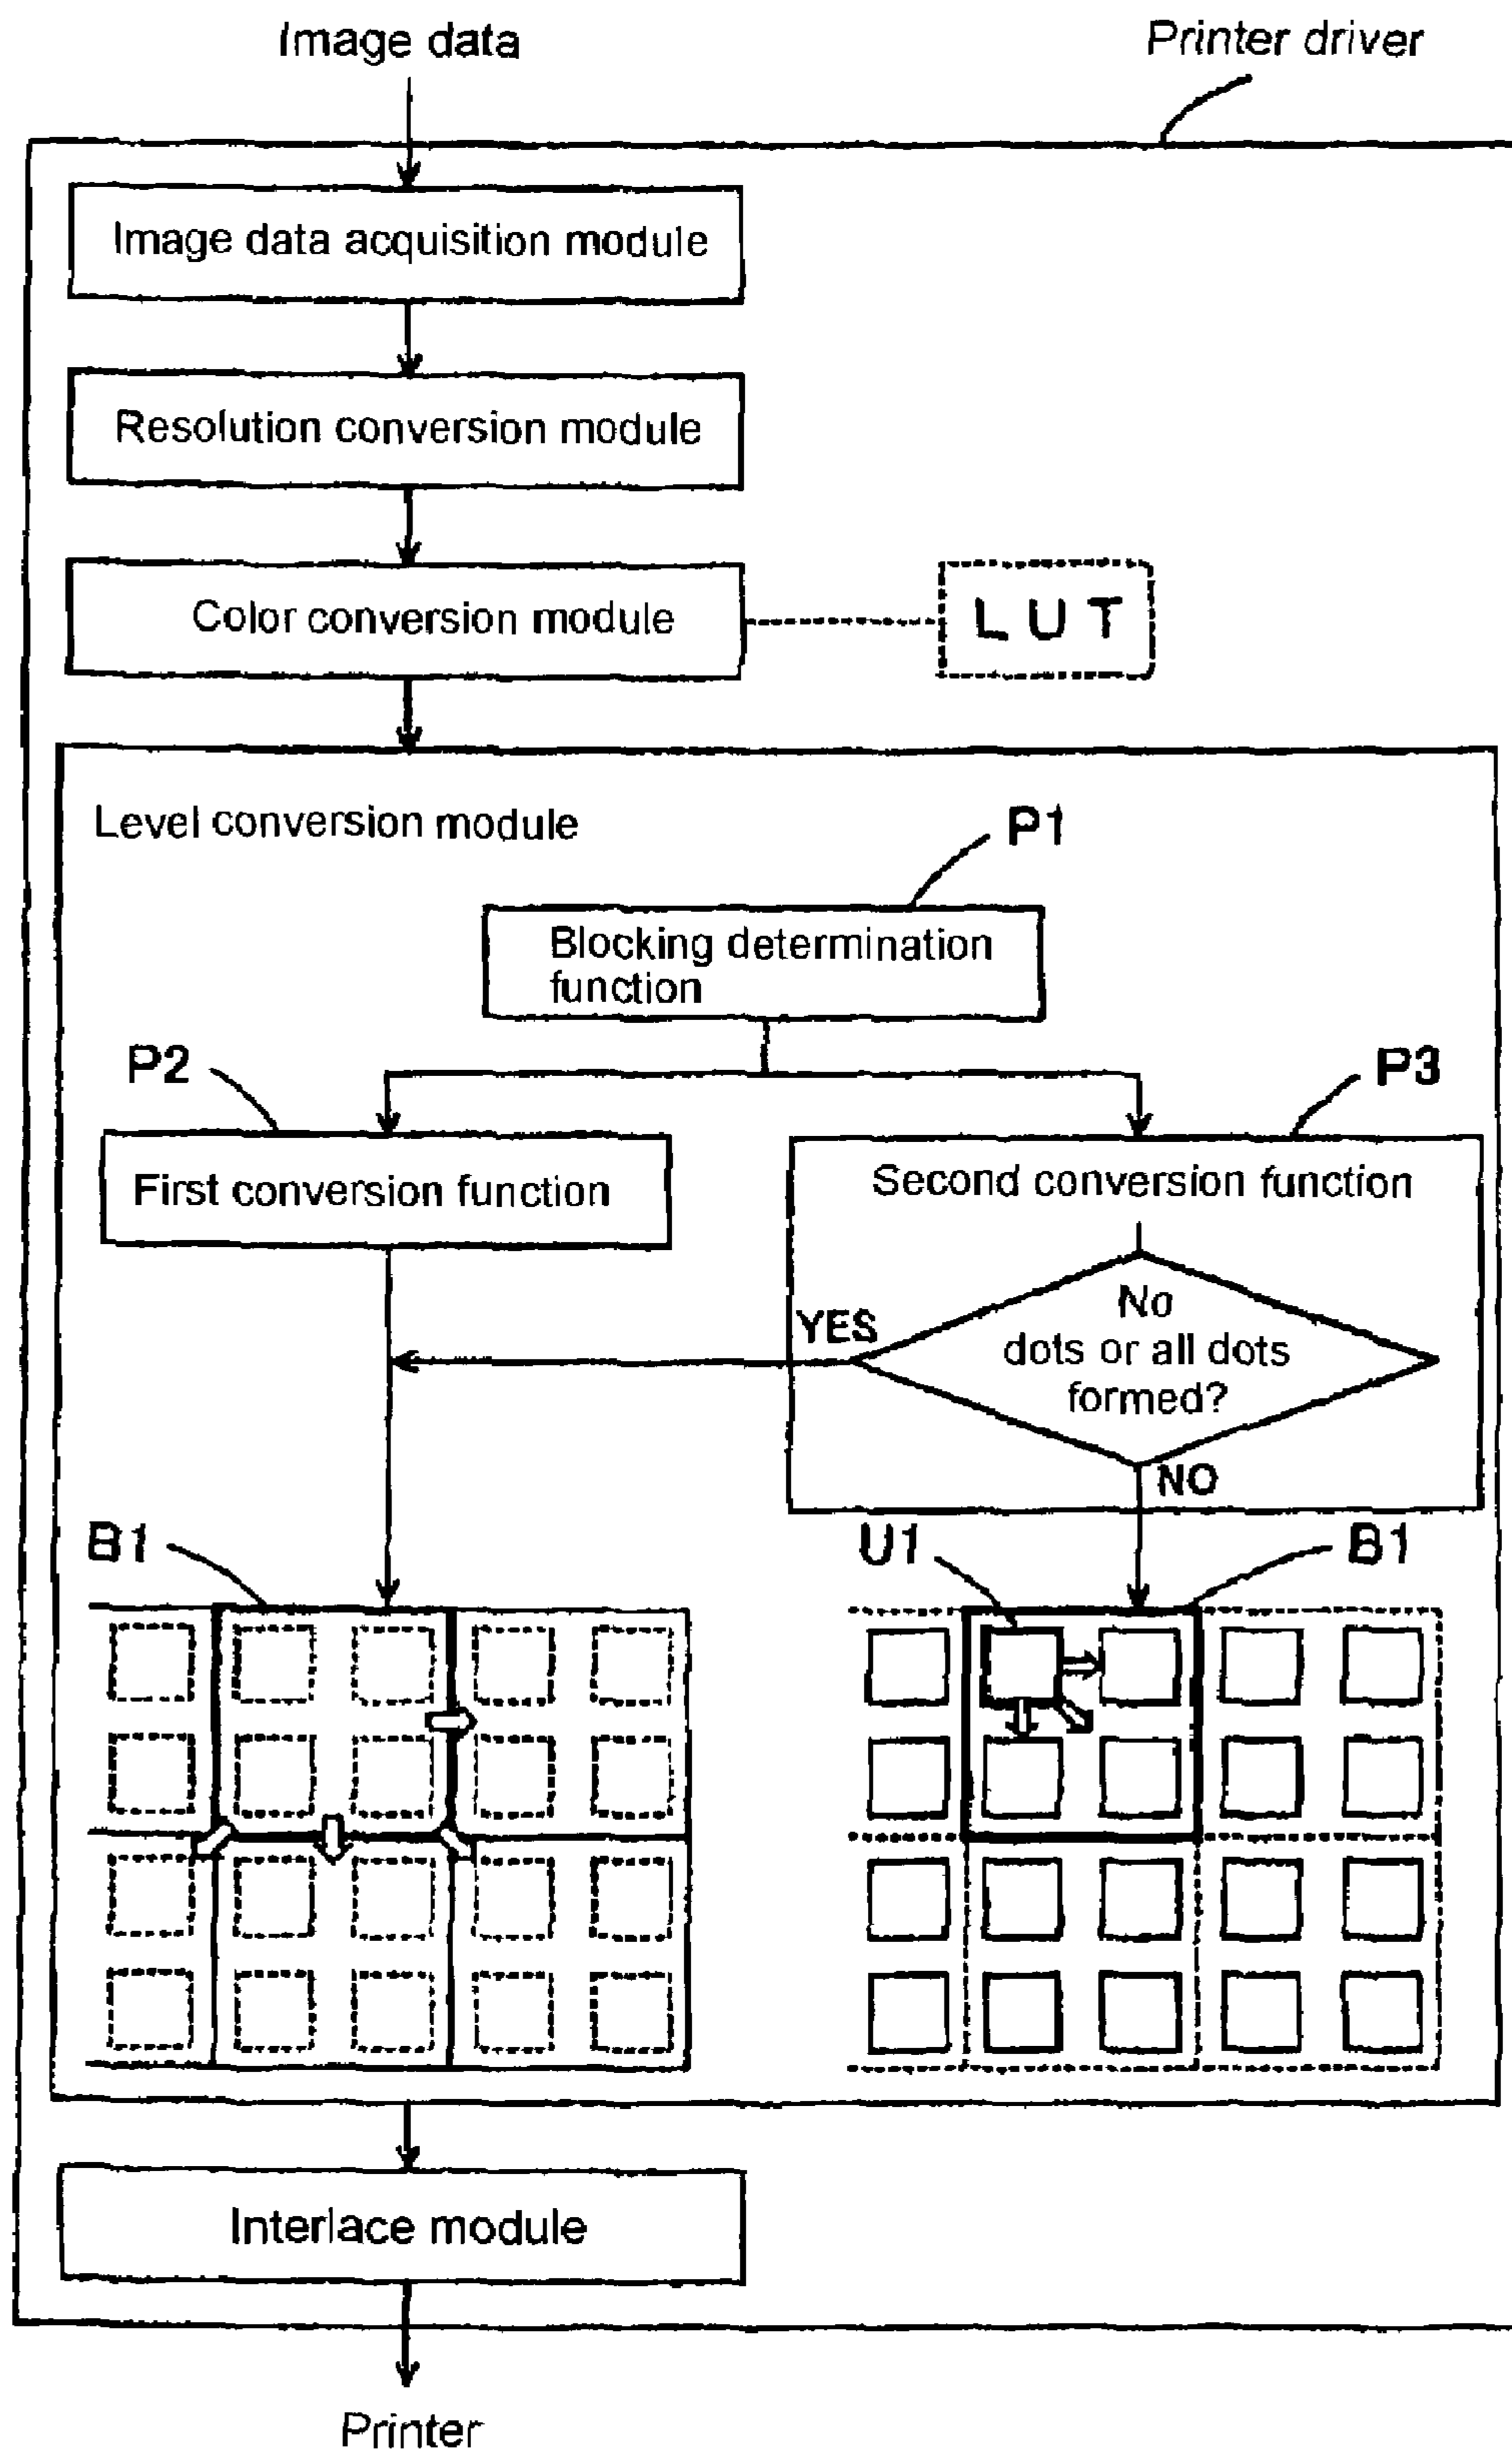 Image data
Printer driver
Image data acquisition module
Resolution conversion module
Color conversion module
LUT
Level conversion module
P1
Blocking determination
function
P2
P3
First conversion function
Second conversion function
No
dots or all dots
formed?
YES
NO
B1
U1
B1
Interlace module
Printer